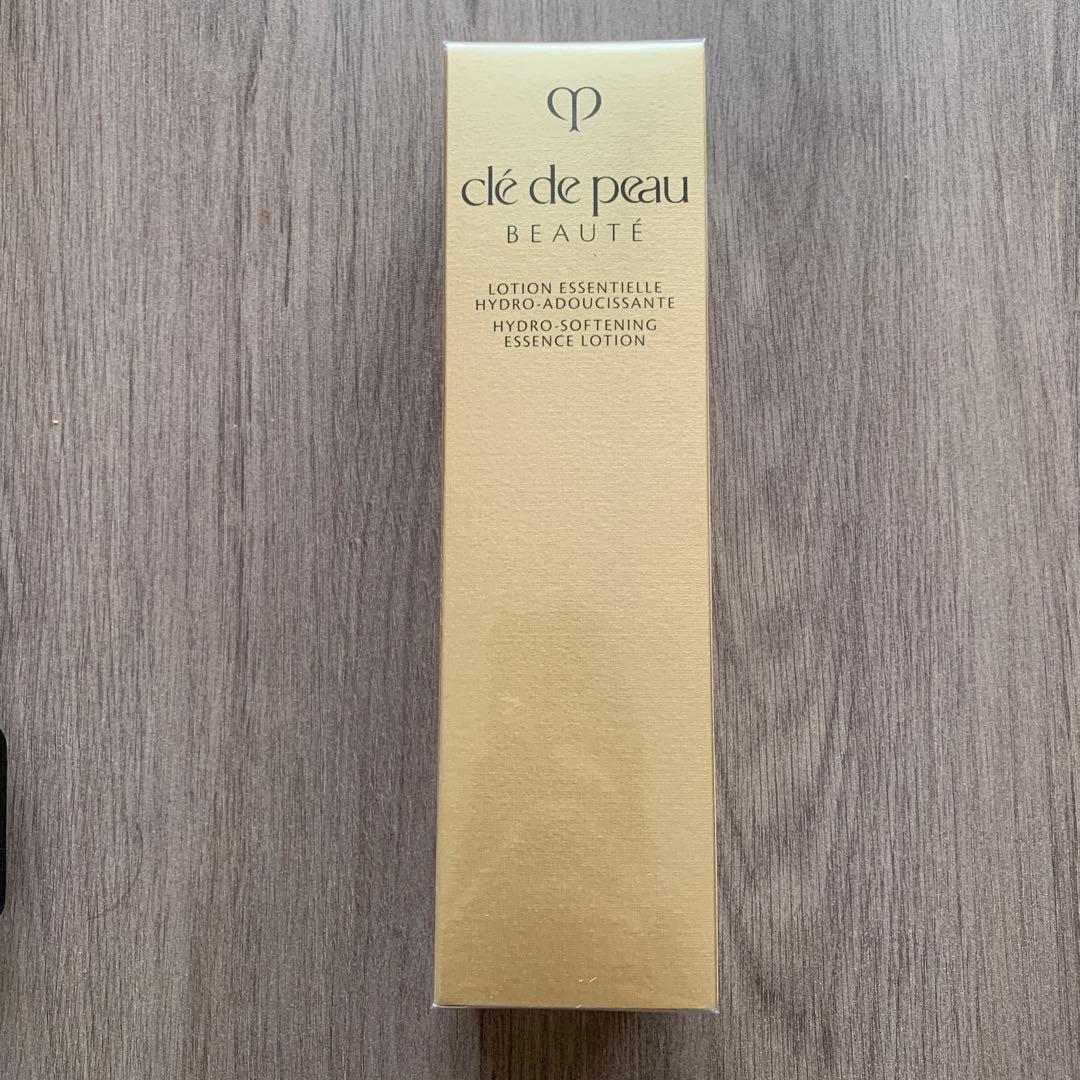 clé de peau
BEAUTÉ
LOTION ESSENTIELLE
HYDRO-ADOUCISSANTE
HYDRO-SOFTENING
ESSENCE LOTION